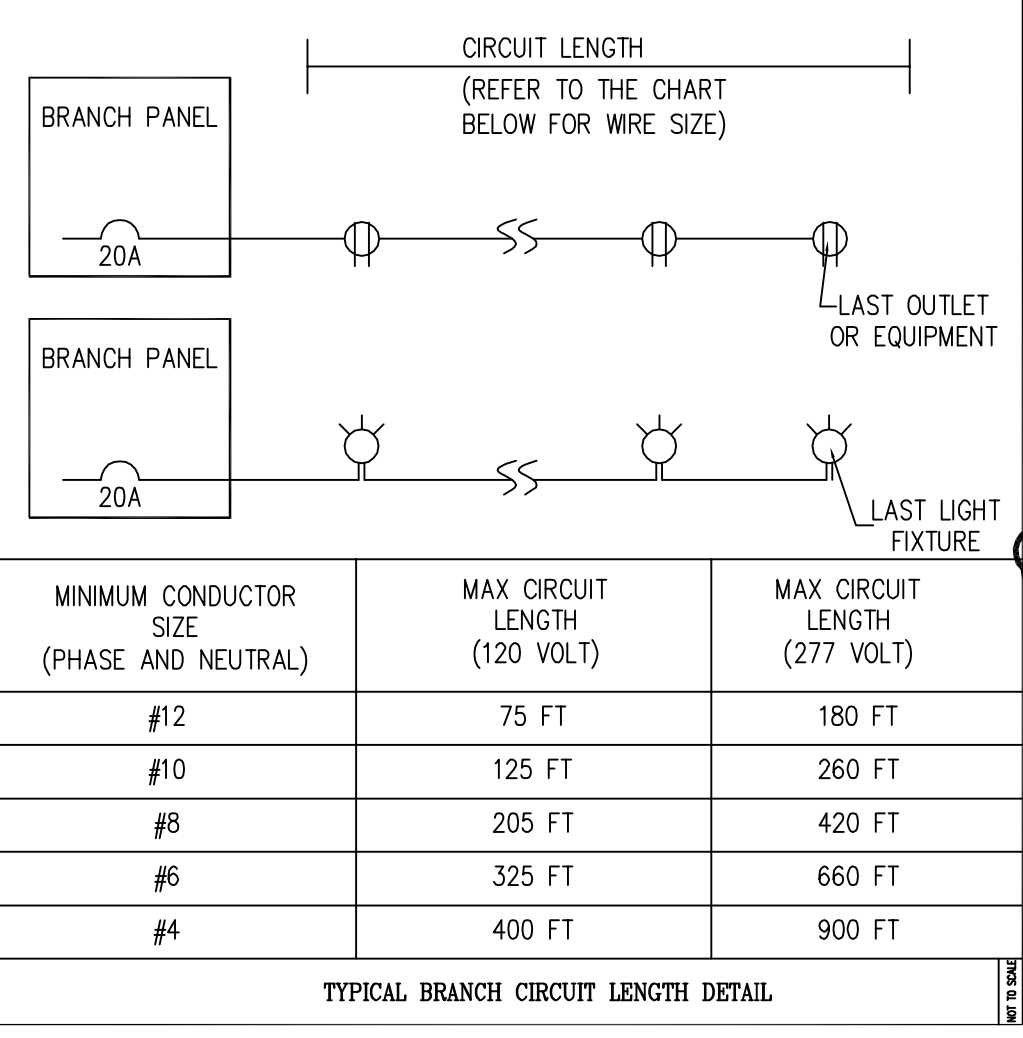 CIRCUIT LENGTH
(REFER TO THE CHART
BELOW FOR WIRE SIZE)
BRANCH PANEL
20A
LAST OUTLET
OR EQUIPMENT
BRANCH PANEL
20A
LAST LIGHT
FIXTURE
MINIMUM CONDUCTOR
SIZE
(PHASE AND NEUTRAL)
MAX CIRCUIT
LENGTH
(120 VOLT)
MAX CIRCUIT
LENGTH
(277 VOLT)
#12 75 FT 180 FT
#10 125 FT 260 FT
#8 205 FT 420 FT
#6 325 FT 660 FT
#4 400 FT 900 FT
TYPICAL BRANCH CIRCUIT LENGTH DETAIL
NOT TO SCALE